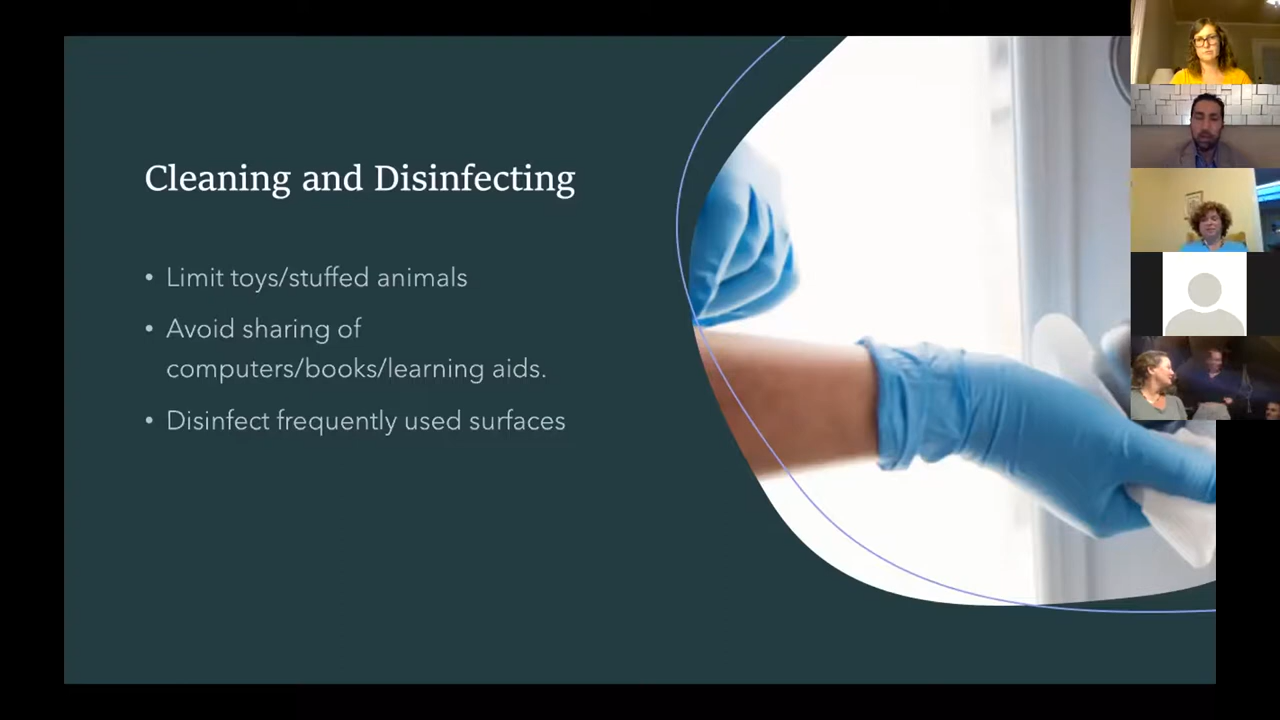 Cleaning and Disinfecting
• Limit toys/stuffed animals
• Avoid sharing of
computers/books/learning aids.
• Disinfect frequently used surfaces